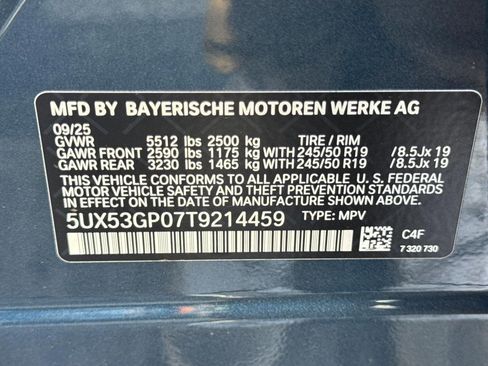 MFD BY BAYERISCHE MOTOREN WERKE AG
09/25
GVWR 5512 lbs 2500 kg TIRE / RIM
GAWR FRONT 2590 lbs 1175 kg WITH 245/50 R19 /8.5Jx 19
GAWR REAR 3230 lbs 1465 kg WITH 245/50 R19 /8.5Jx 19
THIS VEHICLE CONFORMS TO ALL APPLICABLE U. S. FEDERAL
MOTOR VEHICLE SAFETY, BUMPER, AND THEFT PREVENTION
STANDARDS IN EFFECT ON THE DATE OF MANUFACTURE SHOWN ABOVE.
5UX53GP07T9214459 TYPE: MPV
C4F
7 320 730